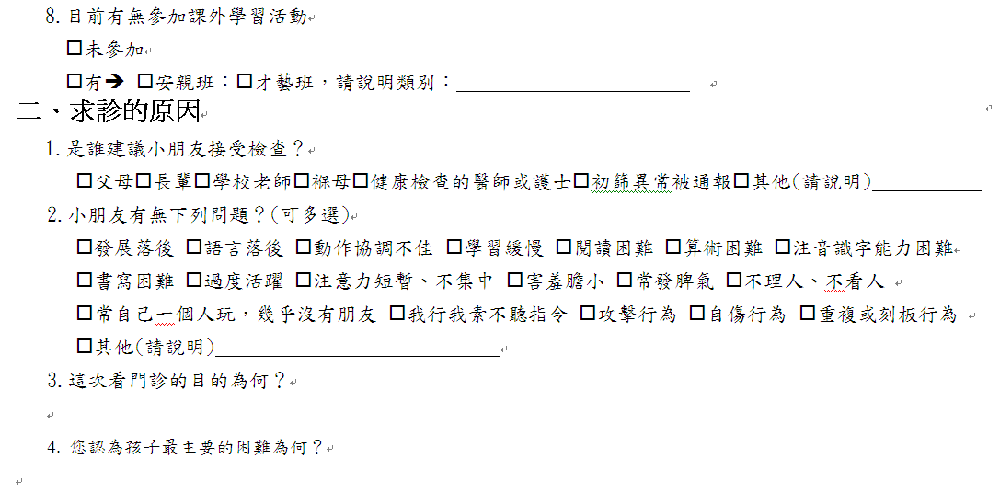 8.目前有無參加課外學習活動
□未參加
□有➔ □安親班：□才藝班，請說明類別：____________________
二、求診的原因
1.是誰建議小朋友接受檢查？
□父母□長輩□學校老師□褓母□健康檢查的醫師或護士□初篩異常被通報□其他(請說明)__________
2.小朋友有無下列問題？(可多選)
□發展落後 □語言落後 □動作協調不佳 □學習緩慢 □閱讀困難 □算術困難 □注音識字能力困難
□書寫困難 □過度活躍 □注意力短暫、不集中 □害羞膽小 □常發脾氣 □不理人、不看人
□常自己一個人玩，幾乎沒有朋友 □我行我素不聽指令 □攻擊行為 □自傷行為 □重複或刻板行為
□其他(請說明)_________________________
3.這次看門診的目的為何？
4. 您認為孩子最主要的困難為何？